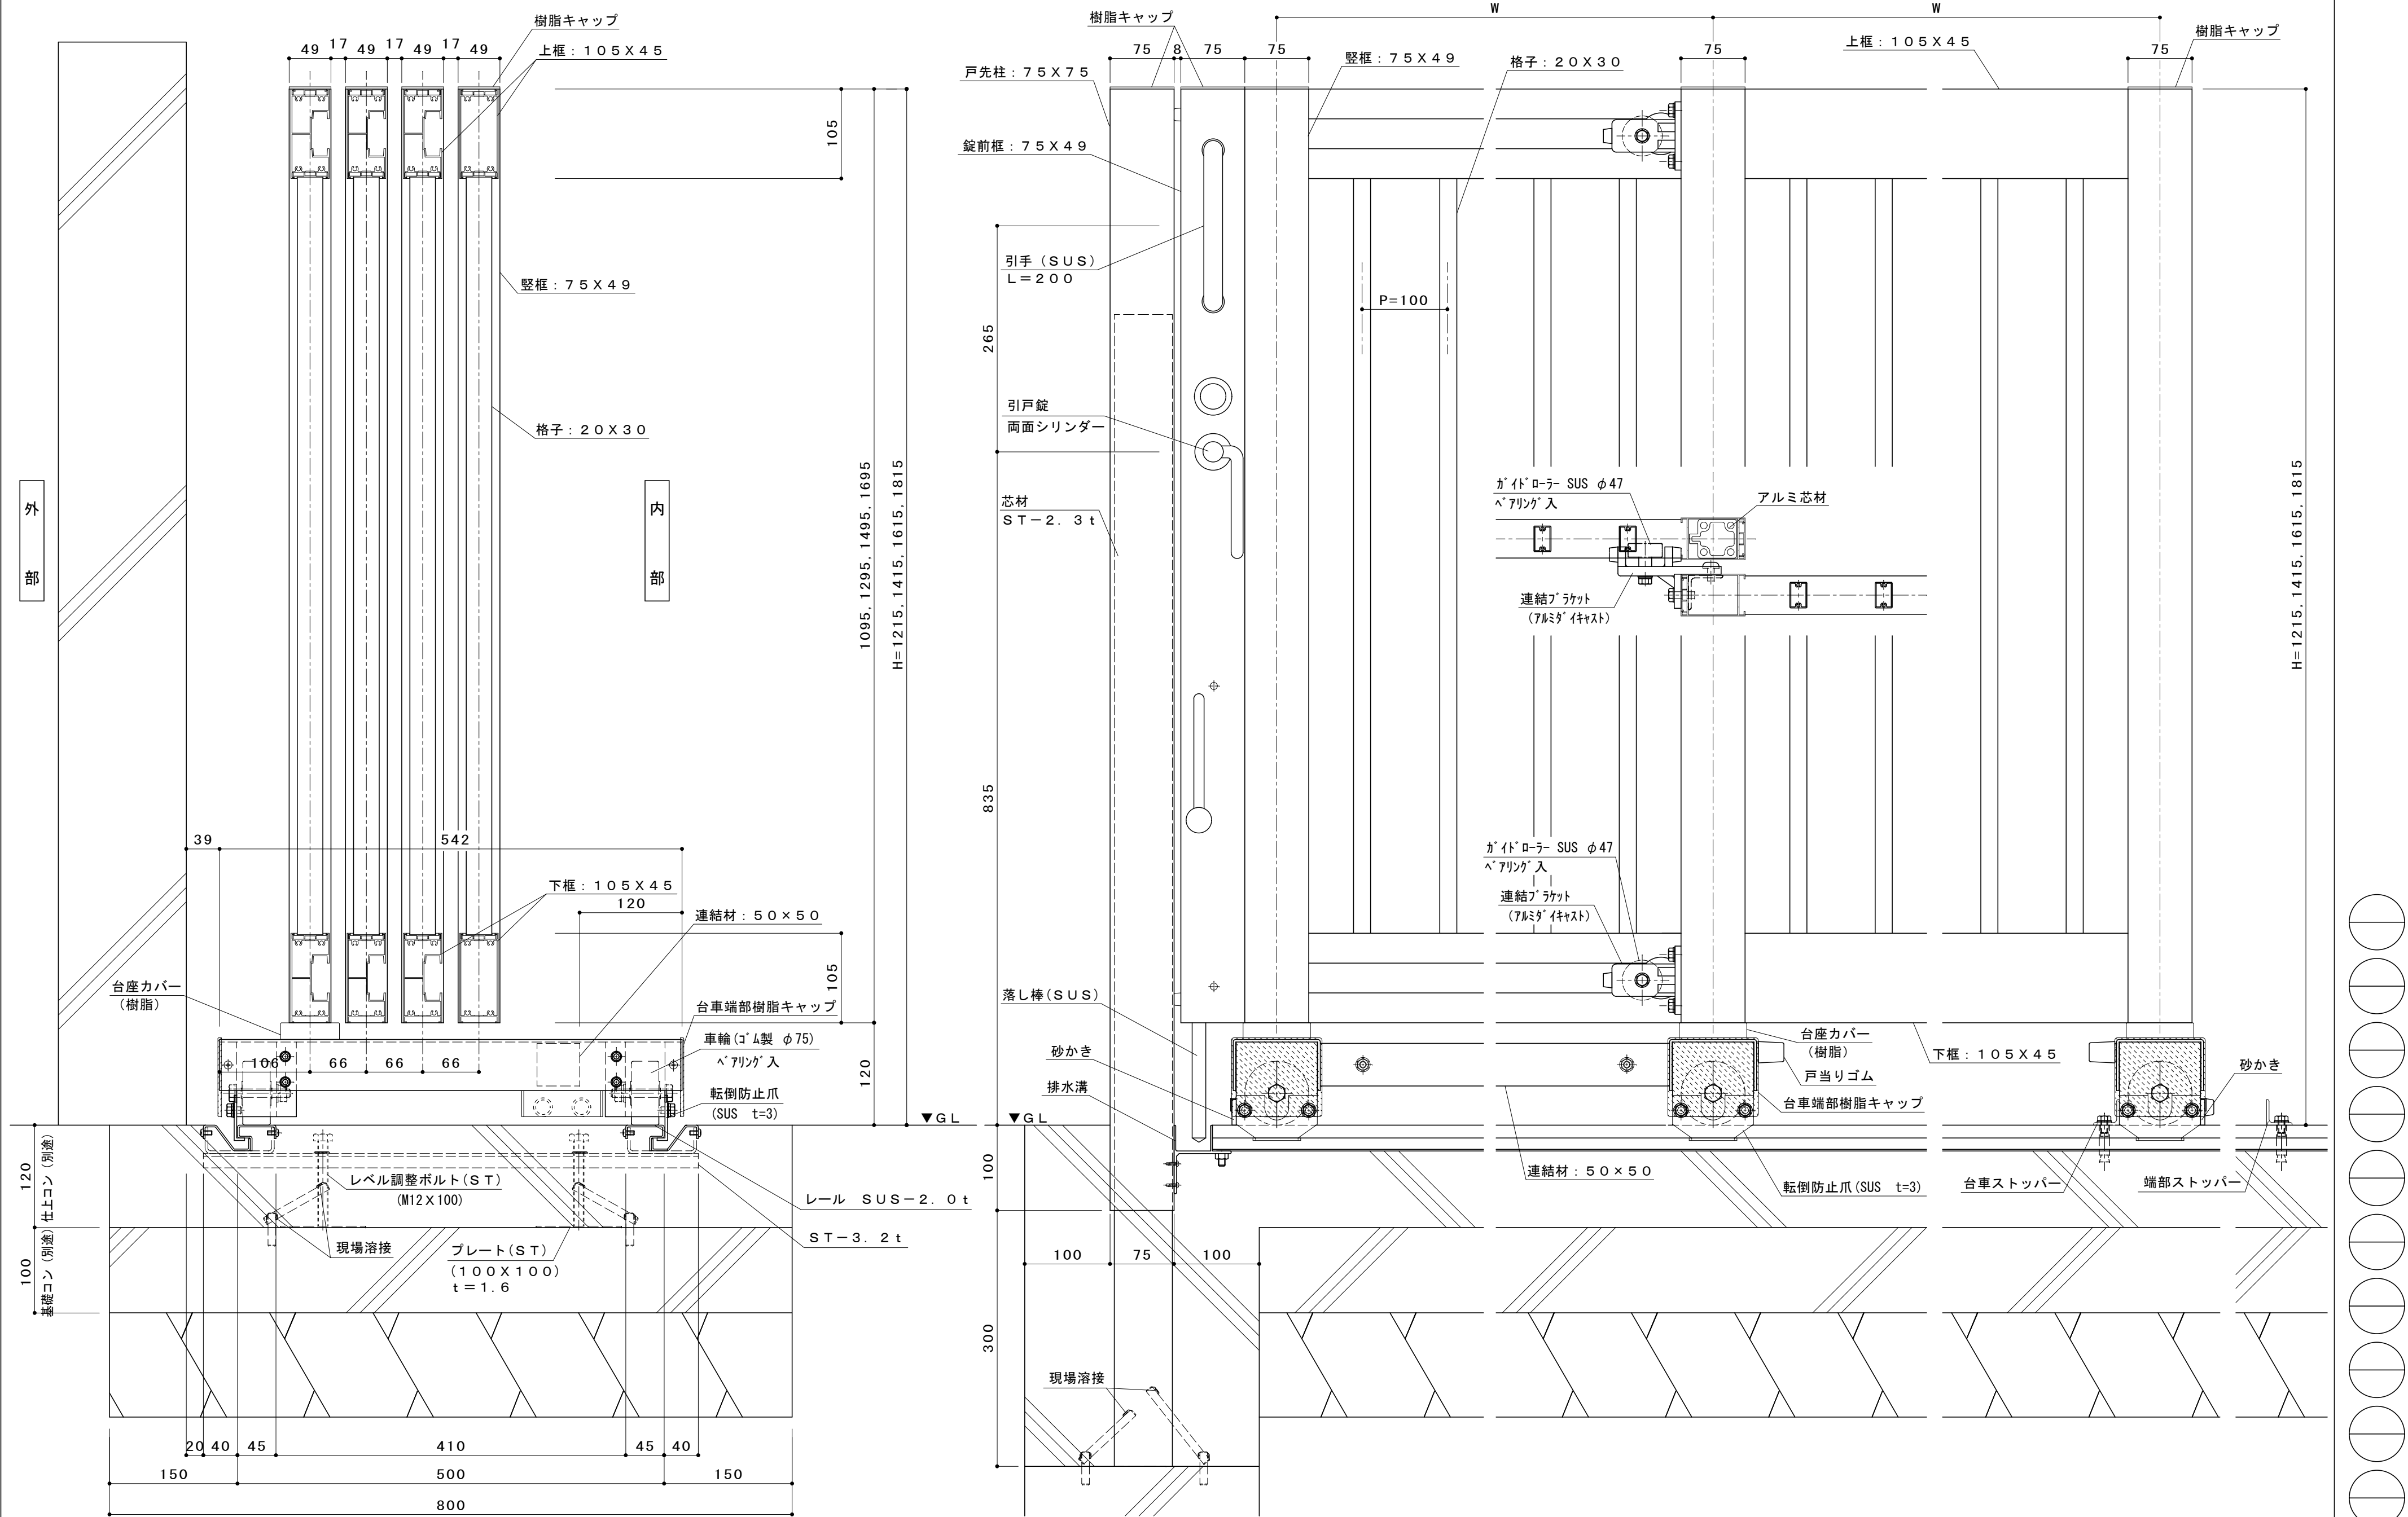 樹脂キャップ
49 17 49 17 49 17 49
上框：１０５Ｘ４５
105
竪框：７５Ｘ４９
格子：２０Ｘ３０
外部
内部
1095, 1295, 1495, 1695
H=1215, 1415, 1615, 1815
39
542
下框：１０５Ｘ４５
120
連結材：５０×５０
105
台座カバー
（樹脂）
台車端部樹脂キャップ
車輪(ｺﾞﾑ製 φ75)
ﾍﾞｱﾘﾝｸﾞ入
106 66 66 66
120
転倒防止爪
(SUS t=3)
▼ＧＬ
120
仕上コン（別途）
レベル調整ボルト(ＳＴ)
(M12Ｘ100)
レール ＳＵＳ－２．０ｔ
ＳＴ－３．２ｔ
100
基礎コン（別途）
現場溶接
プレート(ＳＴ)
（１００Ｘ１００）
ｔ＝１．６
20 40 45 410 45 40
150 500 150
800
樹脂キャップ
W
W
75 8 75 75
75
75
樹脂キャップ
上框：１０５Ｘ４５
戸先柱：７５Ｘ７５
竪框：７５Ｘ４９
格子：２０Ｘ３０
錠前框：７５Ｘ４９
引手（ＳＵＳ）
Ｌ＝２００
P=100
265
引戸錠
両面シリンダー
芯材
ＳＴ－２．３ｔ
ｶﾞｲﾄﾞﾛｰﾗｰ SUS φ47
ﾍﾞｱﾘﾝｸﾞ入
アルミ芯材
連結ﾌﾞﾗｹｯﾄ
（ｱﾙﾐﾀﾞｲｷｬｽﾄ）
H=1215, 1415, 1615, 1815
835
ｶﾞｲﾄﾞﾛｰﾗｰ SUS φ47
ﾍﾞｱﾘﾝｸﾞ入
連結ﾌﾞﾗｹｯﾄ
（ｱﾙﾐﾀﾞｲｷｬｽﾄ）
落し棒(ＳＵＳ)
砂かき
排水溝
台座カバー
（樹脂）
下框：１０５Ｘ４５
戸当りゴム
砂かき
台車端部樹脂キャップ
▼ＧＬ
100
連結材：５０×５０
転倒防止爪(SUS t=3)
台車ストッパー
端部ストッパー
100 75 100
300
現場溶接